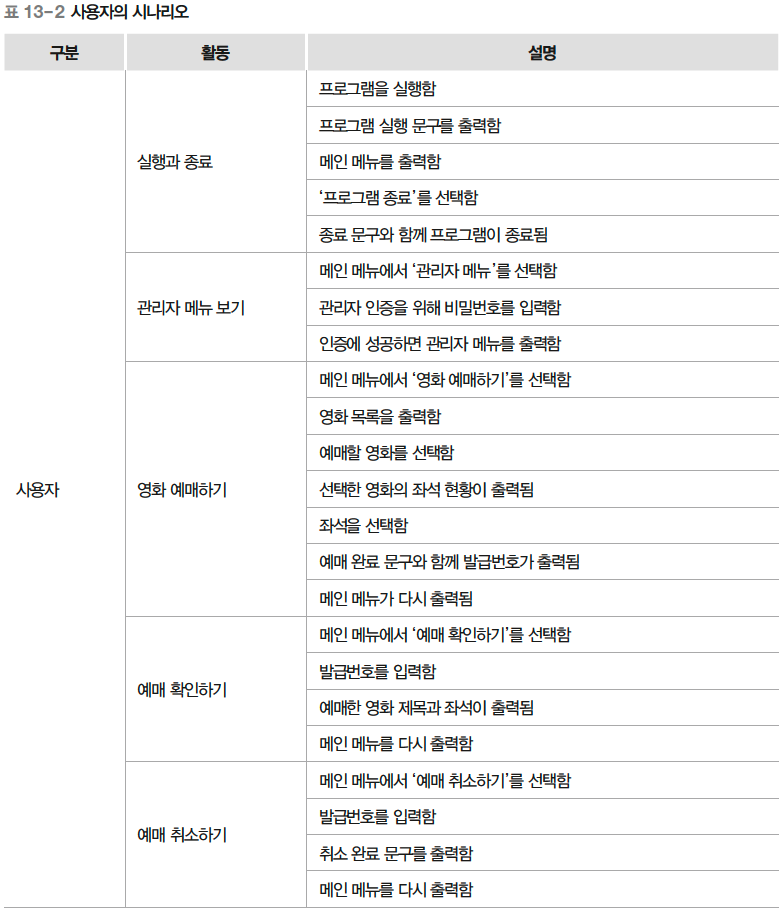 표 13-2 사용자의 시나리오
구분 활동 설명
프로그램을 실행함
프로그램 실행 문구를 출력함
실행과 종료 메인 메뉴를 출력함
‘프로그램 종료’를 선택함
종료 문구와 함께 프로그램이 종료됨
메인 메뉴에서 ‘관리자 메뉴’를 선택함
관리자 메뉴 보기 관리자 인증을 위해 비밀번호를 입력함
인증에 성공하면 관리자 메뉴를 출력함
메인 메뉴에서 ‘영화 예매하기’를 선택함
영화 목록을 출력함
예매할 영화를 선택함
사용자 영화 예매하기 선택한 영화의 좌석 현황이 출력됨
좌석을 선택함
예매 완료 문구와 함께 발급번호가 출력됨
메인 메뉴가 다시 출력됨
메인 메뉴에서 ‘예매 확인하기’를 선택함
발급번호를 입력함
예매 확인하기
예매한 영화 제목과 좌석이 출력됨
메인 메뉴를 다시 출력함
메인 메뉴에서 ‘예매 취소하기’를 선택함
발급번호를 입력함
예매 취소하기
취소 완료 문구를 출력함
메인 메뉴를 다시 출력함